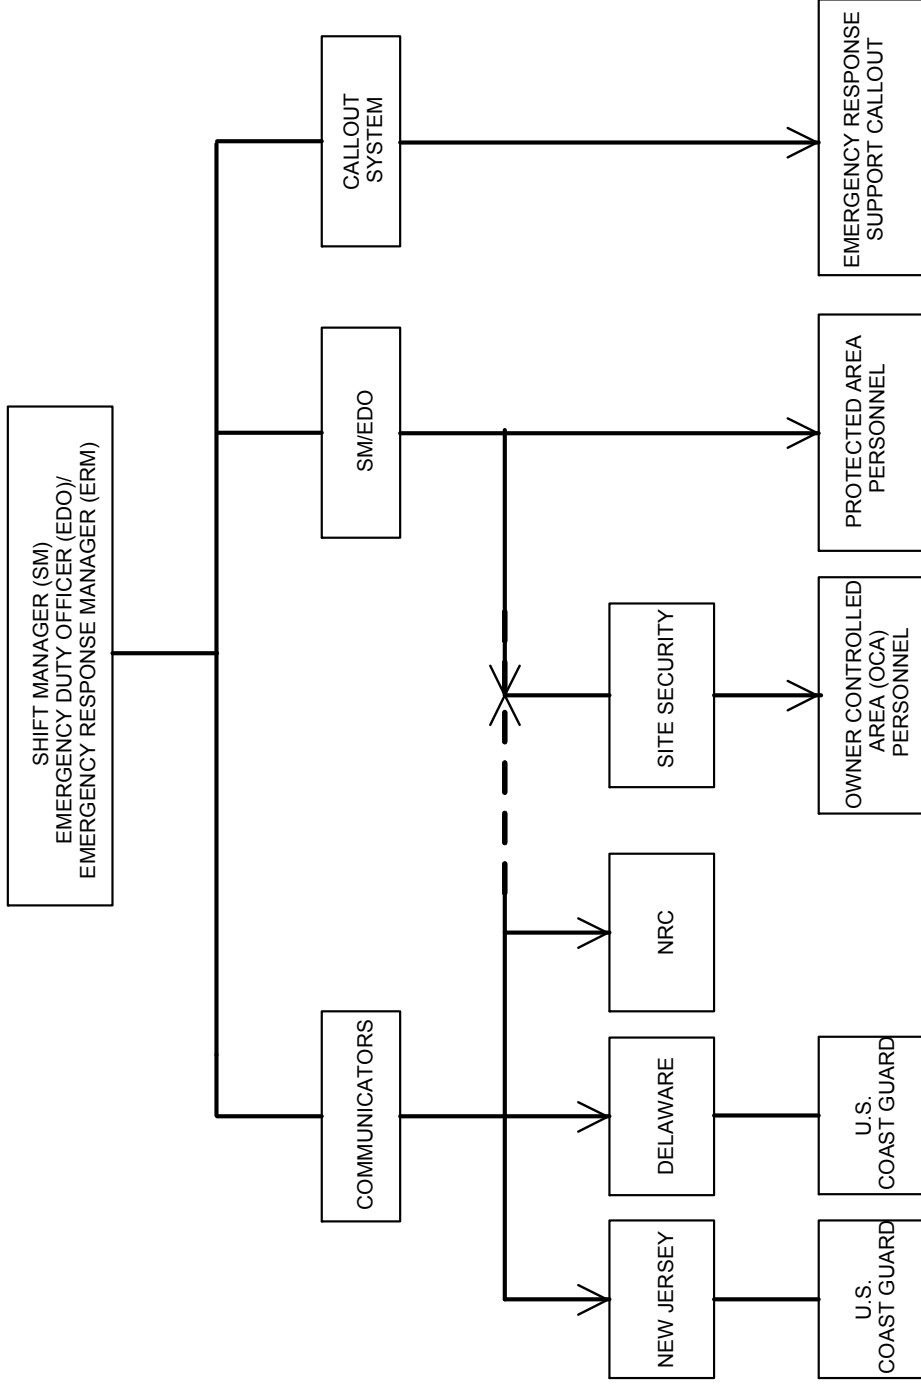 SHIFT MANAGER (SM)
EMERGENCY DUTY OFFICER (EDO)/
EMERGENCY RESPONSE MANAGER (ERM)
COMMUNICATORS
SM/EDO
CALLOUT
SYSTEM
NEW JERSEY
DELAWARE
NRC
SITE SECURITY
U.S.
COAST GUARD
U.S.
COAST GUARD
OWNER CONTROLLED
AREA (OCA)
PERSONNEL
PROTECTED AREA
PERSONNEL
EMERGENCY RESPONSE
SUPPORT CALLOUT